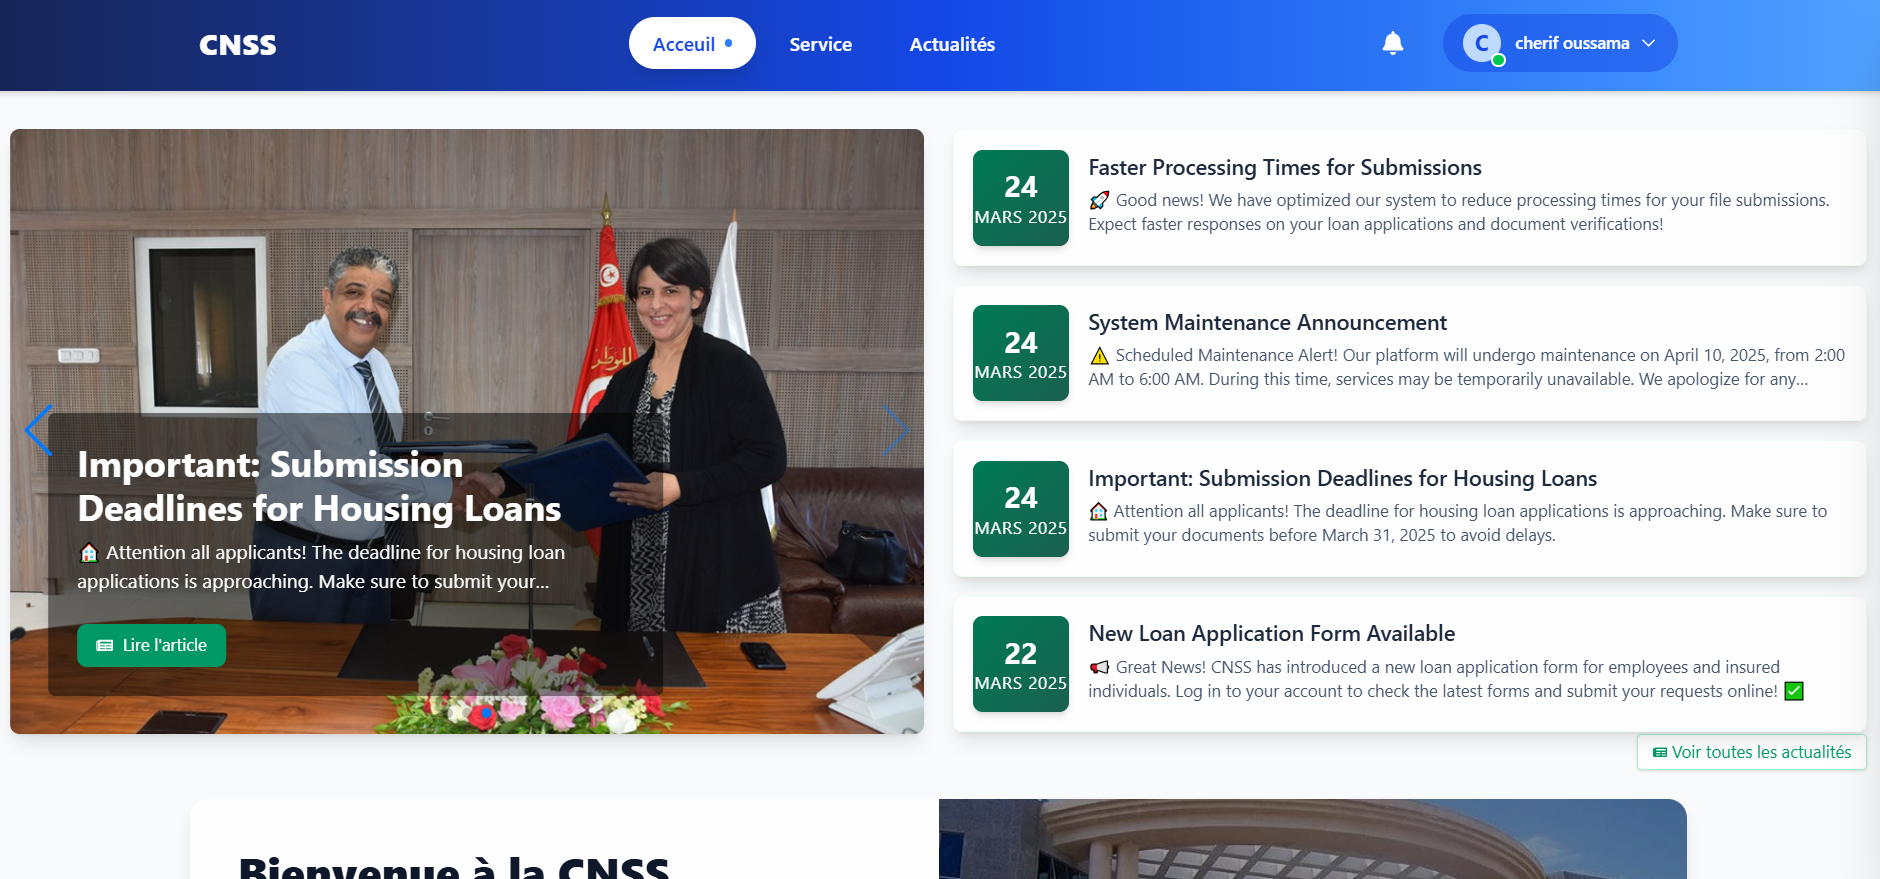 CNSS
Acceuil
Service
Actualités
C
cherif oussama
للوطن
Important: Submission
Deadlines for Housing Loans
🏠 Attention all applicants! The deadline for housing loan
applications is approaching. Make sure to submit your...
Lire l'article
24
MARS 2025
Faster Processing Times for Submissions
🚀 Good news! We have optimized our system to reduce processing times for your file submissions.
Expect faster responses on your loan applications and document verifications!
24
MARS 2025
System Maintenance Announcement
⚠️ Scheduled Maintenance Alert! Our platform will undergo maintenance on April 10, 2025, from 2:00
AM to 6:00 AM. During this time, services may be temporarily unavailable. We apologize for any...
24
MARS 2025
Important: Submission Deadlines for Housing Loans
🏠 Attention all applicants! The deadline for housing loan applications is approaching. Make sure to
submit your documents before March 31, 2025 to avoid delays.
22
MARS 2025
New Loan Application Form Available
📢 Great News! CNSS has introduced a new loan application form for employees and insured
individuals. Log in to your account to check the latest forms and submit your requests online! ✅
Voir toutes les actualités
Bienvenue à la CNSS